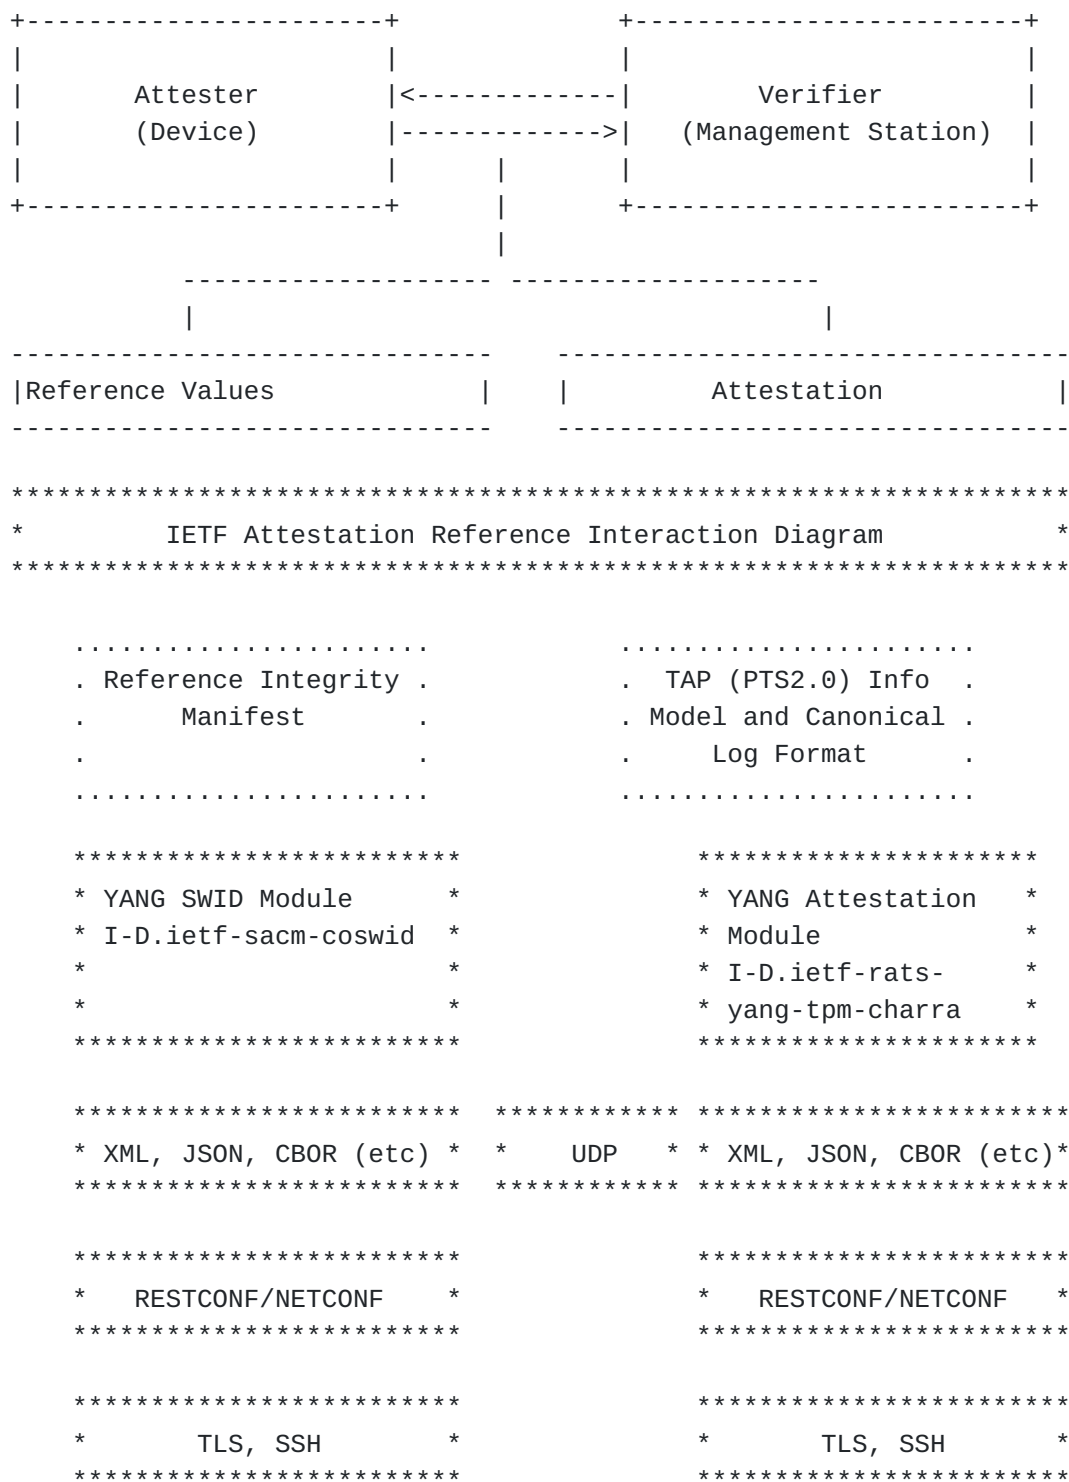 Attester Verifier
(Device) (Management Station)
Reference Values Attestation
IETF Attestation Reference Interaction Diagram
Reference Integrity TAP (PTS2.0) Info
Manifest Model and Canonical
Log Format
YANG SWID Module YANG Attestation
I-D.ietf-sacm-coswid Module
I-D.ietf-rats-
yang-tpm-charra
XML, JSON, CBOR (etc) UDP XML, JSON, CBOR (etc)
RESTCONF/NETCONF RESTCONF/NETCONF
TLS, SSH TLS, SSH